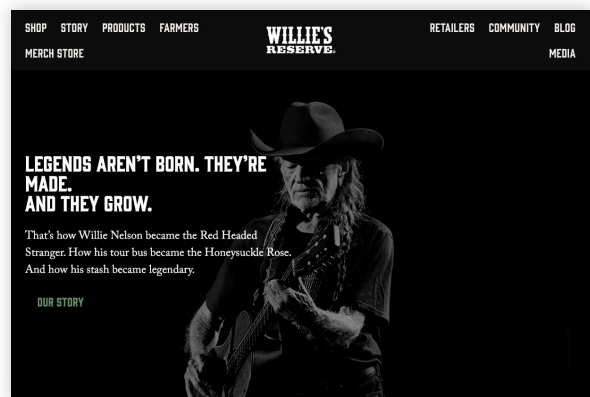 SHOP STORY PRODUCTS FARMERS
WILLIE'S
RESERVE®
RETAILERS COMMUNITY BLOG
MERCH STORE
MEDIA
LEGENDS AREN'T BORN. THEY'RE
MADE.
AND THEY GROW.
That's how Willie Nelson became the Red Headed
Stranger. How his tour bus became the Honeysuckle Rose.
And how his stash became legendary.
OUR STORY